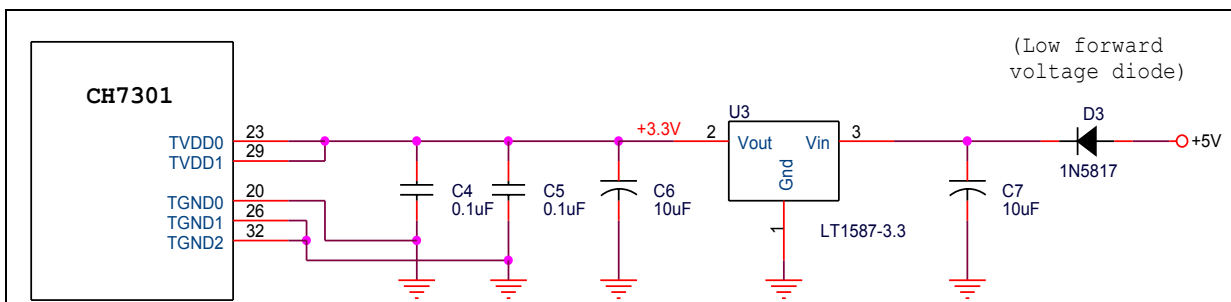 (Low forward
voltage diode)
CH7301
U3
D3
TVDD0 23
+3.3V
2
Vout
Vin
3
+5V
TVDD1 29
1N5817
Gnd
TGND0 20
C4
0.1uF
C5
0.1uF
C6
10uF
C7
10uF
TGND1 26
1
LT1587-3.3
TGND2 32